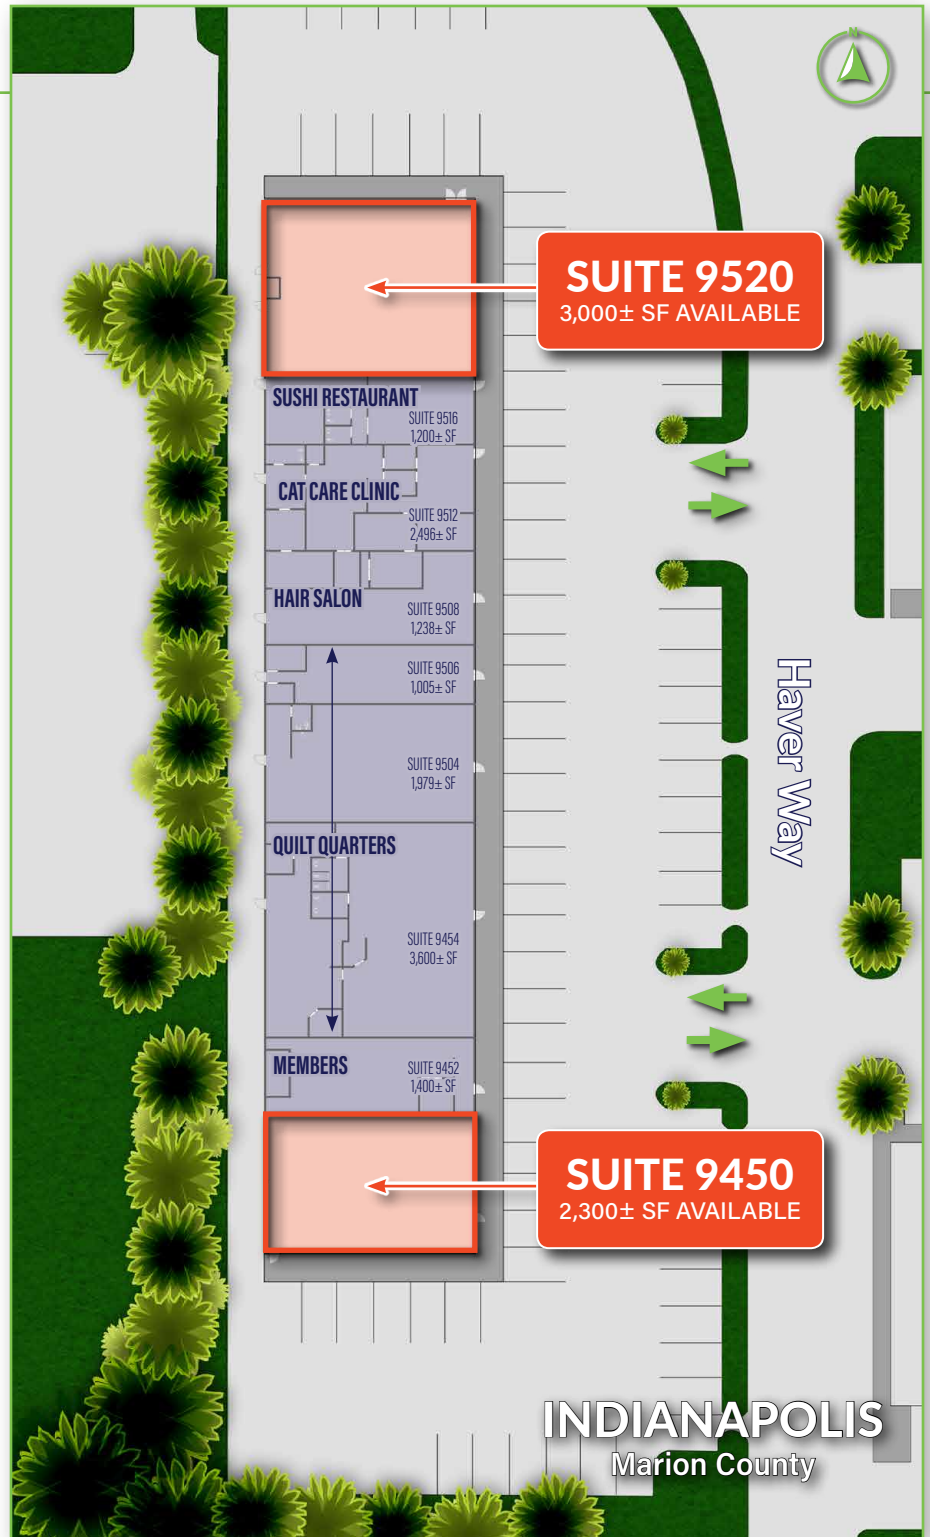 N
SUITE 9520
3,000± SF AVAILABLE
SUSHI RESTAURANT
SUITE 9516
1,200± SF
CAT CARE CLINIC
SUITE 9512
2,496± SF
HAIR SALON
SUITE 9508
1,238± SF
SUITE 9506
1,005± SF
SUITE 9504
1,979± SF
Haver Way
QUILT QUARTERS
SUITE 9454
3,600± SF
MEMBERS
SUITE 9452
1,400± SF
SUITE 9450
2,300± SF AVAILABLE
INDIANAPOLIS
Marion County